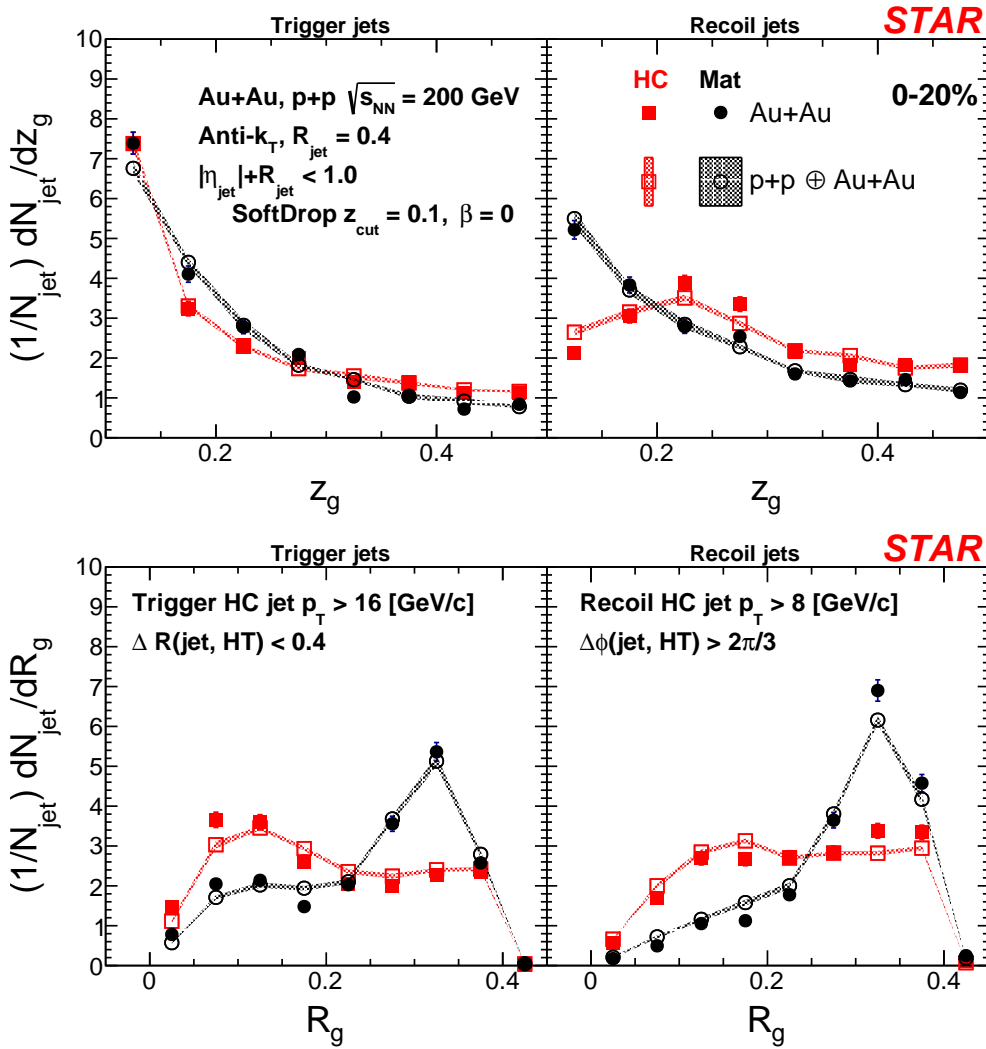 Trigger jets
Recoil jets
STAR
10
9
8
7
6
5
4
3
2
1
0
(1/N_jet) dN_jet/dz_g
Au+Au, p+p √s_NN = 200 GeV
Anti-k_T, R_jet = 0.4
|η_jet|+R_jet < 1.0
SoftDrop z_cut = 0.1, β = 0
HC Mat
0-20%
Au+Au
p+p ⊕ Au+Au
0.2 0.4
0.2 0.4
z_g
z_g
Trigger jets
Recoil jets
STAR
10
9
8
7
6
5
4
3
2
1
0
(1/N_jet) dN_jet/dR_g
Trigger HC jet p_T > 16 [GeV/c]
Δ R(jet, HT) < 0.4
Recoil HC jet p_T > 8 [GeV/c]
Δϕ(jet, HT) > 2π/3
0 0.2 0.4
0 0.2 0.4
R_g
R_g